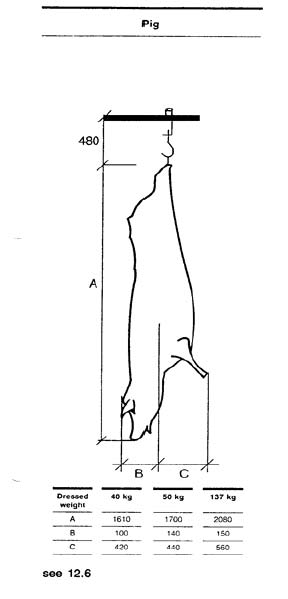 Pig
480
A
B C
Dressed weight 40 kg 50 kg 137 kg
A 1610 1700 2080
B 100 140 150
C 420 440 560
see 12.6